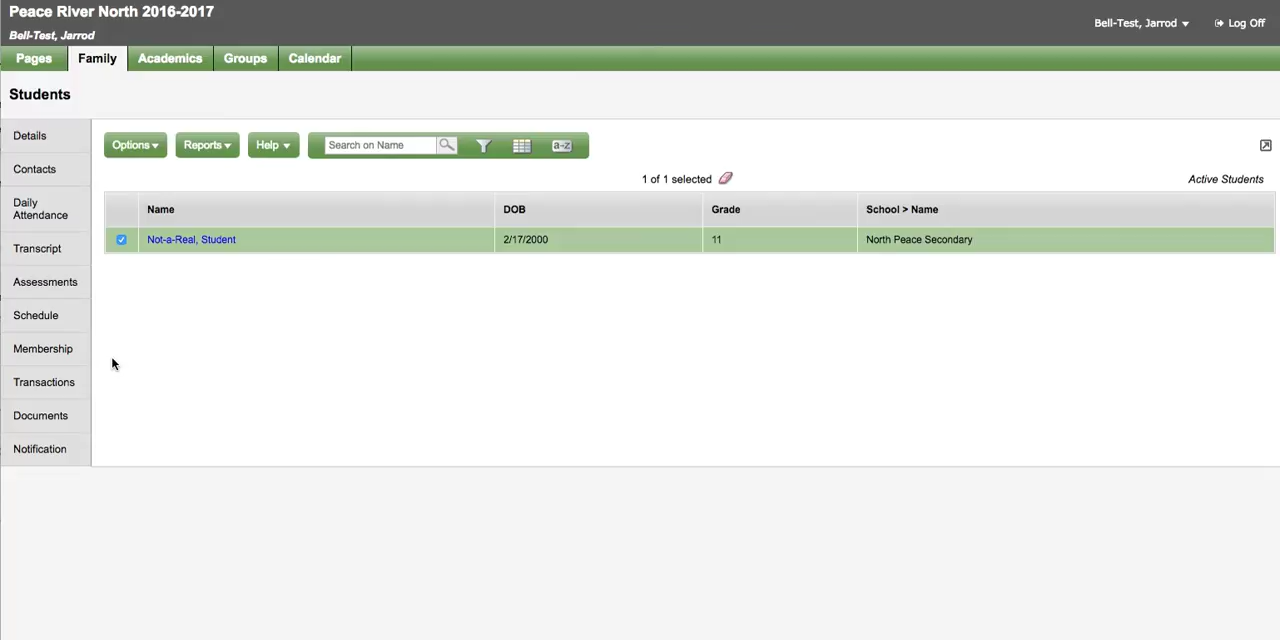 Peace River North 2016-2017
Bell-Test, Jarrod
Bell-Test, Jarrod Log Off
Pages Family Academics Groups Calendar
Students
Details
Contacts
Daily
Attendance
Transcript
Assessments
Schedule
Membership
Transactions
Documents
Notification
Options Reports Help Search on Name a-z
1 of 1 selected Active Students
Name DOB Grade School > Name
Not-a-Real, Student 2/17/2000 11 North Peace Secondary